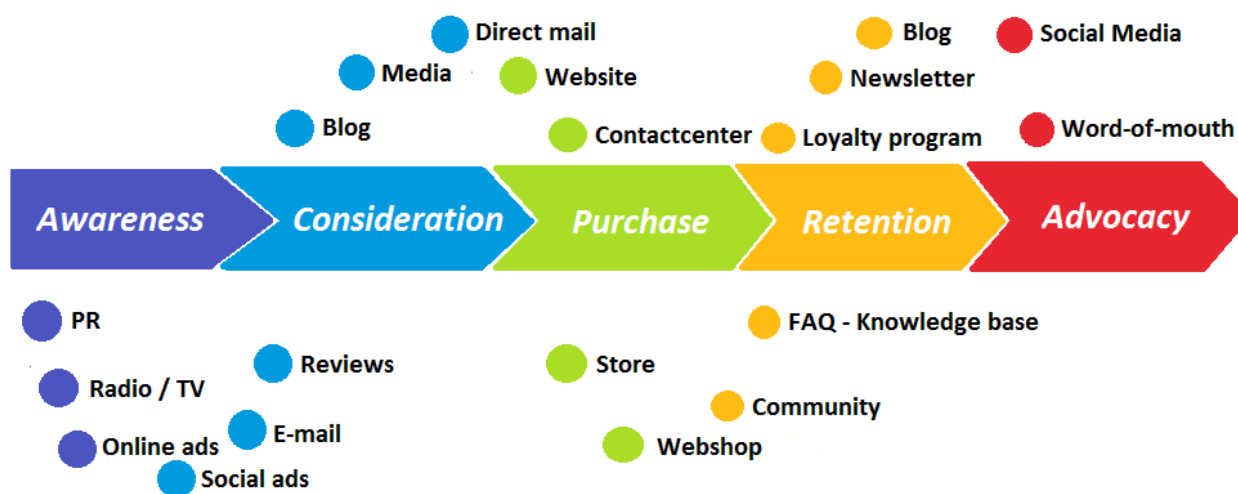 Direct mail
Blog
Social Media
Media
Website
Newsletter
Blog
Contactcenter
Loyalty program
Word-of-mouth
Awareness
Consideration
Purchase
Retention
Advocacy
PR
FAQ - Knowledge base
Reviews
Store
Radio / TV
Community
E-mail
Online ads
Webshop
Social ads